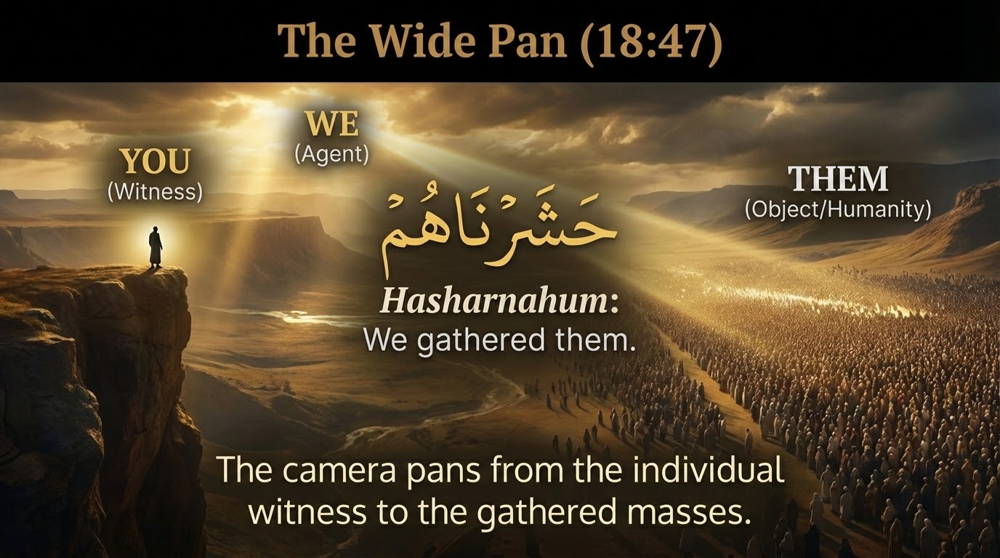 The Wide Pan (18:47)
WE
(Agent)
YOU
(Witness)
THEM
(Object/Humanity)
حَشَرْنَاهُمْ
Hasharnahum:
We gathered them.
The camera pans from the individual
witness to the gathered masses.